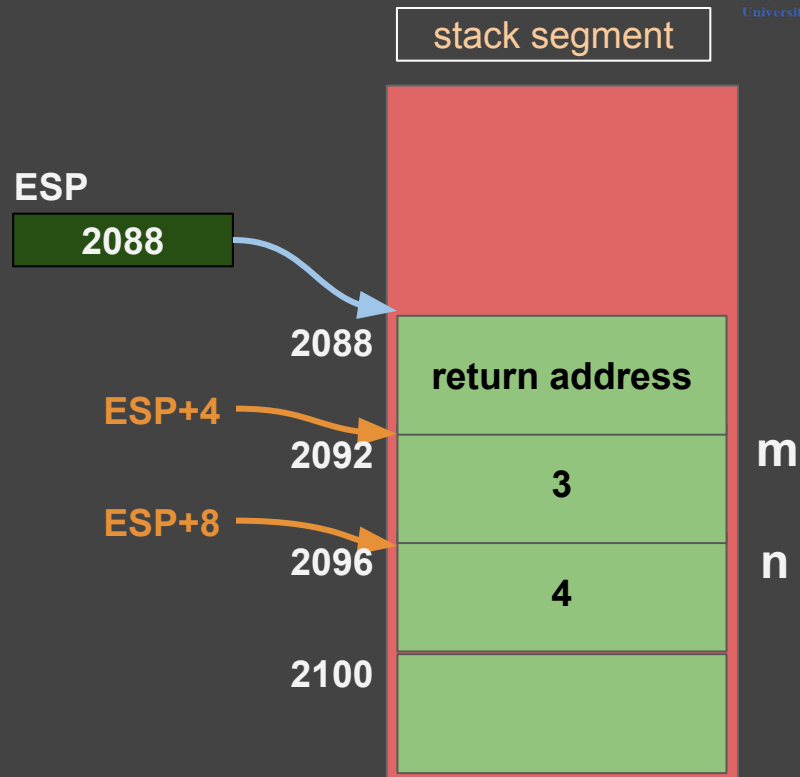 stack segment
ESP
2088
2088
return address
ESP+4
2092
3
m
ESP+8
2096
4
n
2100